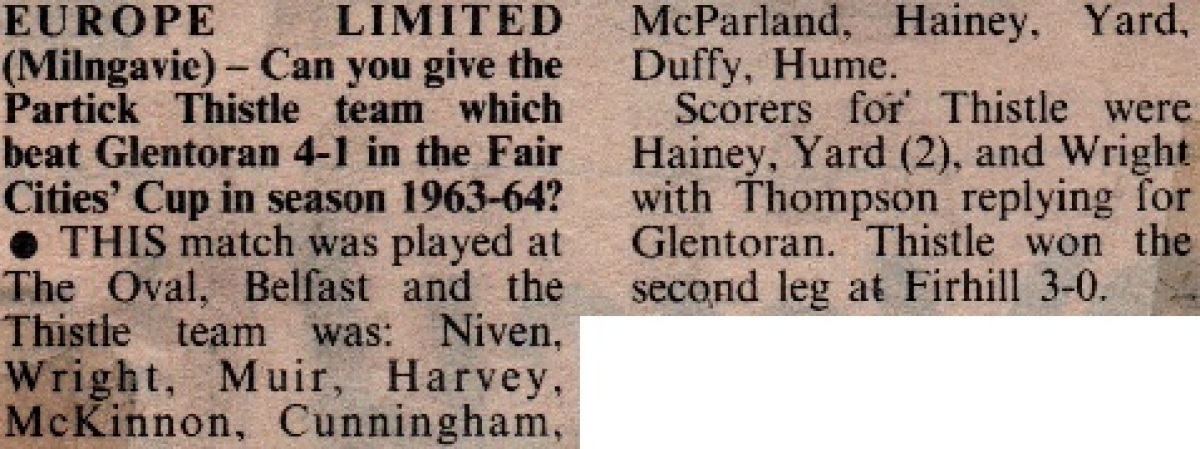 EUROPE LIMITED
(Milngavie) – Can you give the
Partick Thistle team which
beat Glentoran 4-1 in the Fair
Cities' Cup in season 1963-64?
● THIS match was played at
The Oval, Belfast and the
Thistle team was: Niven,
Wright, Muir, Harvey,
McKinnon, Cunningham,
McParland, Hainey, Yard,
Duffy, Hume.
Scorers for Thistle were
Hainey, Yard (2), and Wright
with Thompson replying for
Glentoran. Thistle won the
second leg at Firhill 3-0.